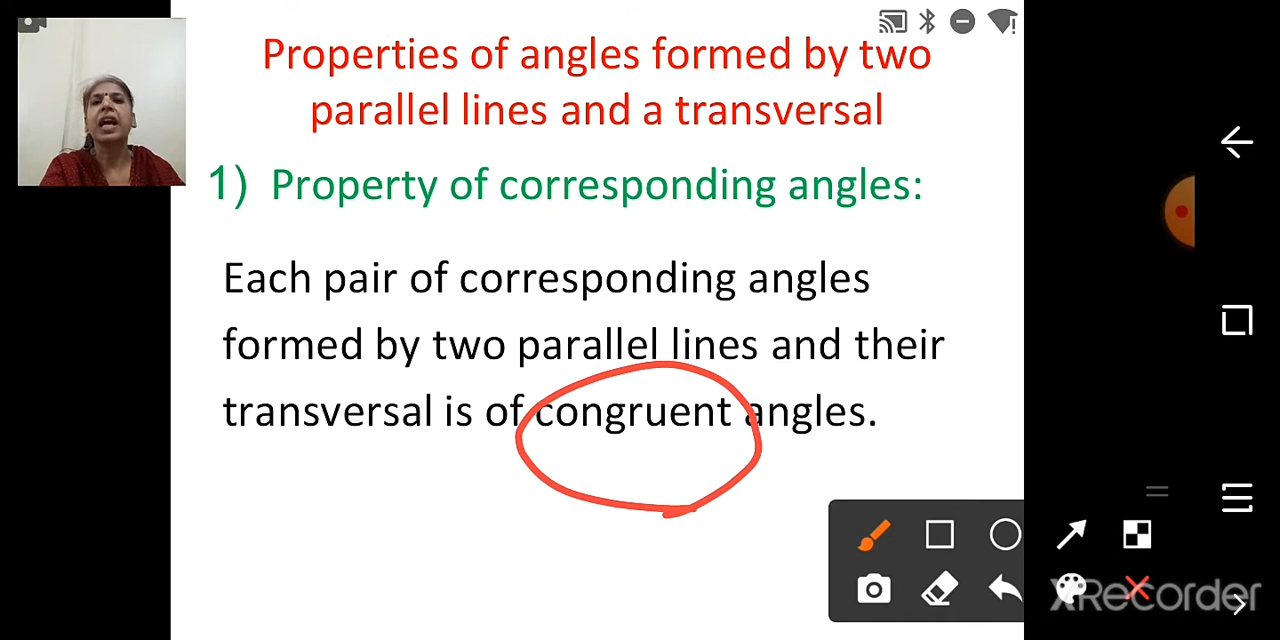 Properties of angles formed by two
parallel lines and a transversal
1) Property of corresponding angles:
Each pair of corresponding angles
formed by two parallel lines and their
transversal is of congruent angles.
XRecorder